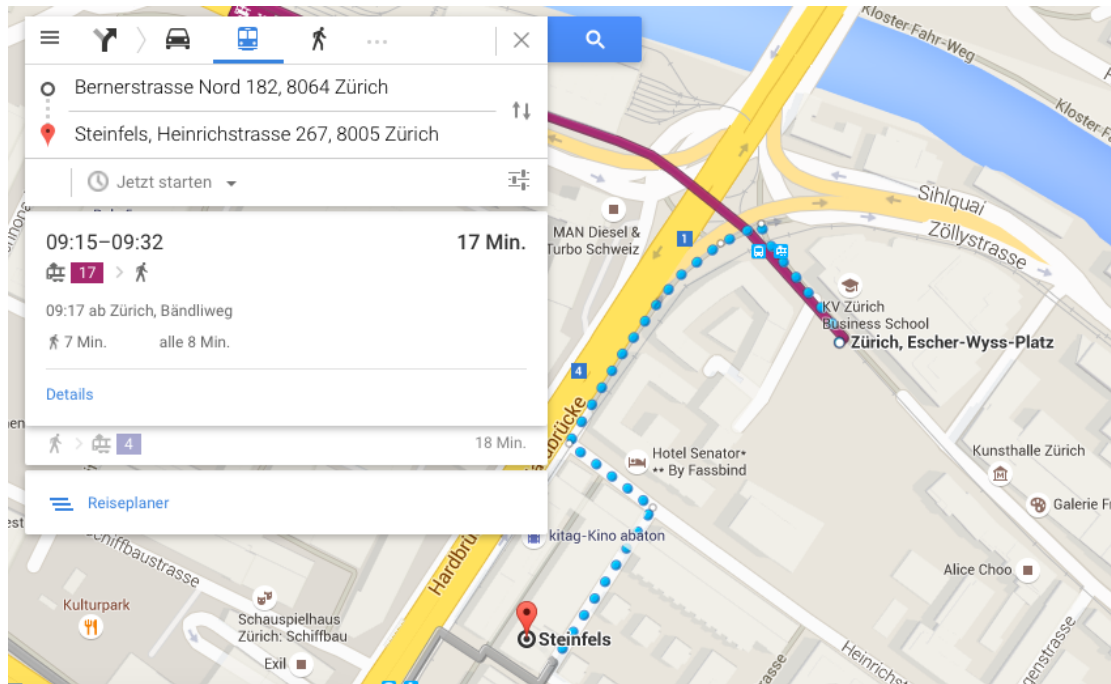 Bernerstrasse Nord 182, 8064 Zürich
Steinfels, Heinrichstrasse 267, 8005 Zürich
Jetzt starten
09:15–09:32
17 Min.
17
09:17 ab Zürich, Bändliweg
7 Min.
alle 8 Min.
Details
4
18 Min.
Reiseplaner
Kloster-Fahr-Weg
Kloster-Fahr
Sihlquai
Zöllystrasse
MAN Diesel &
Turbo Schweiz
1
KV Zürich
Business School
Zürich, Escher-Wyss-Platz
4
Hotel Senator*
** By Fassbind
Kunsthalle Zürich
Galerie Fr
kitag-Kino abaton
Alice Choo
Hardbrü
Schiffbaustrasse
Kulturpark
Schauspielhaus
Zürich: Schiffbau
Exil
Steinfels
Heinrichst